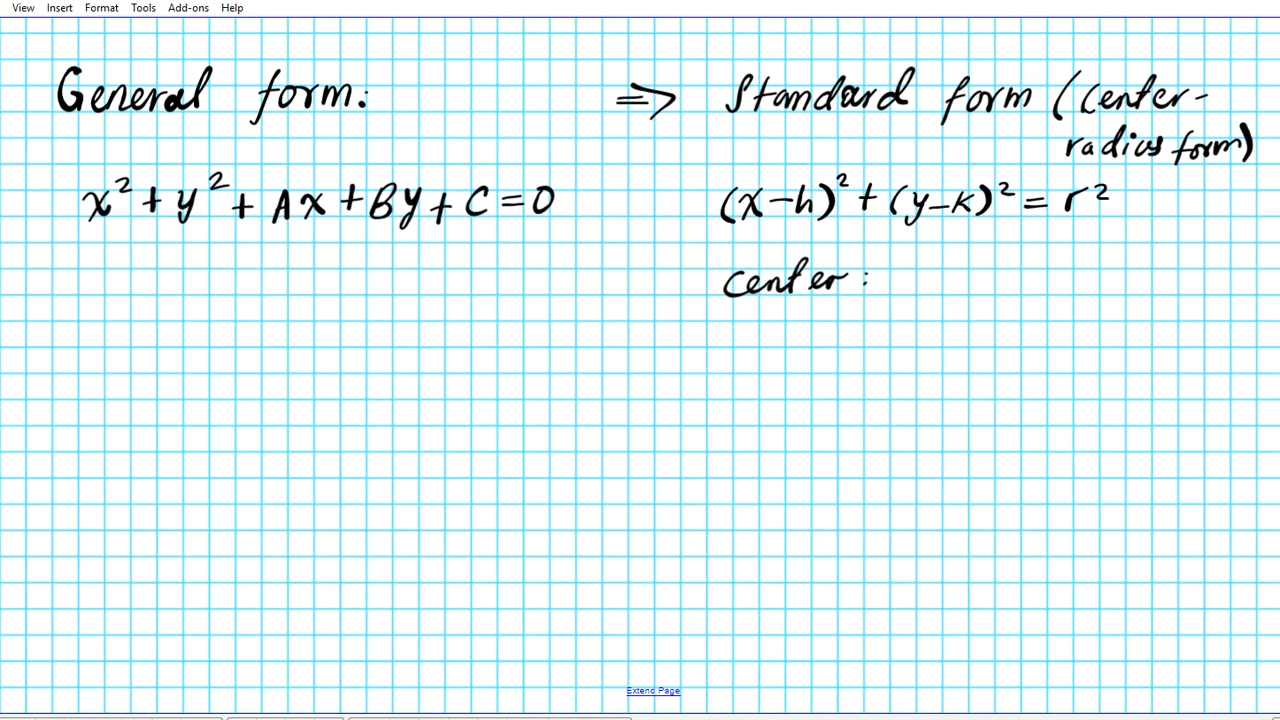 View Insert Format Tools Add-ons Help
General form: ⇒ Standard form (center-
radius form)
x² + y² + Ax + By + C = 0 (x-h)² + (y-k)² = r²
center:
Extend Page